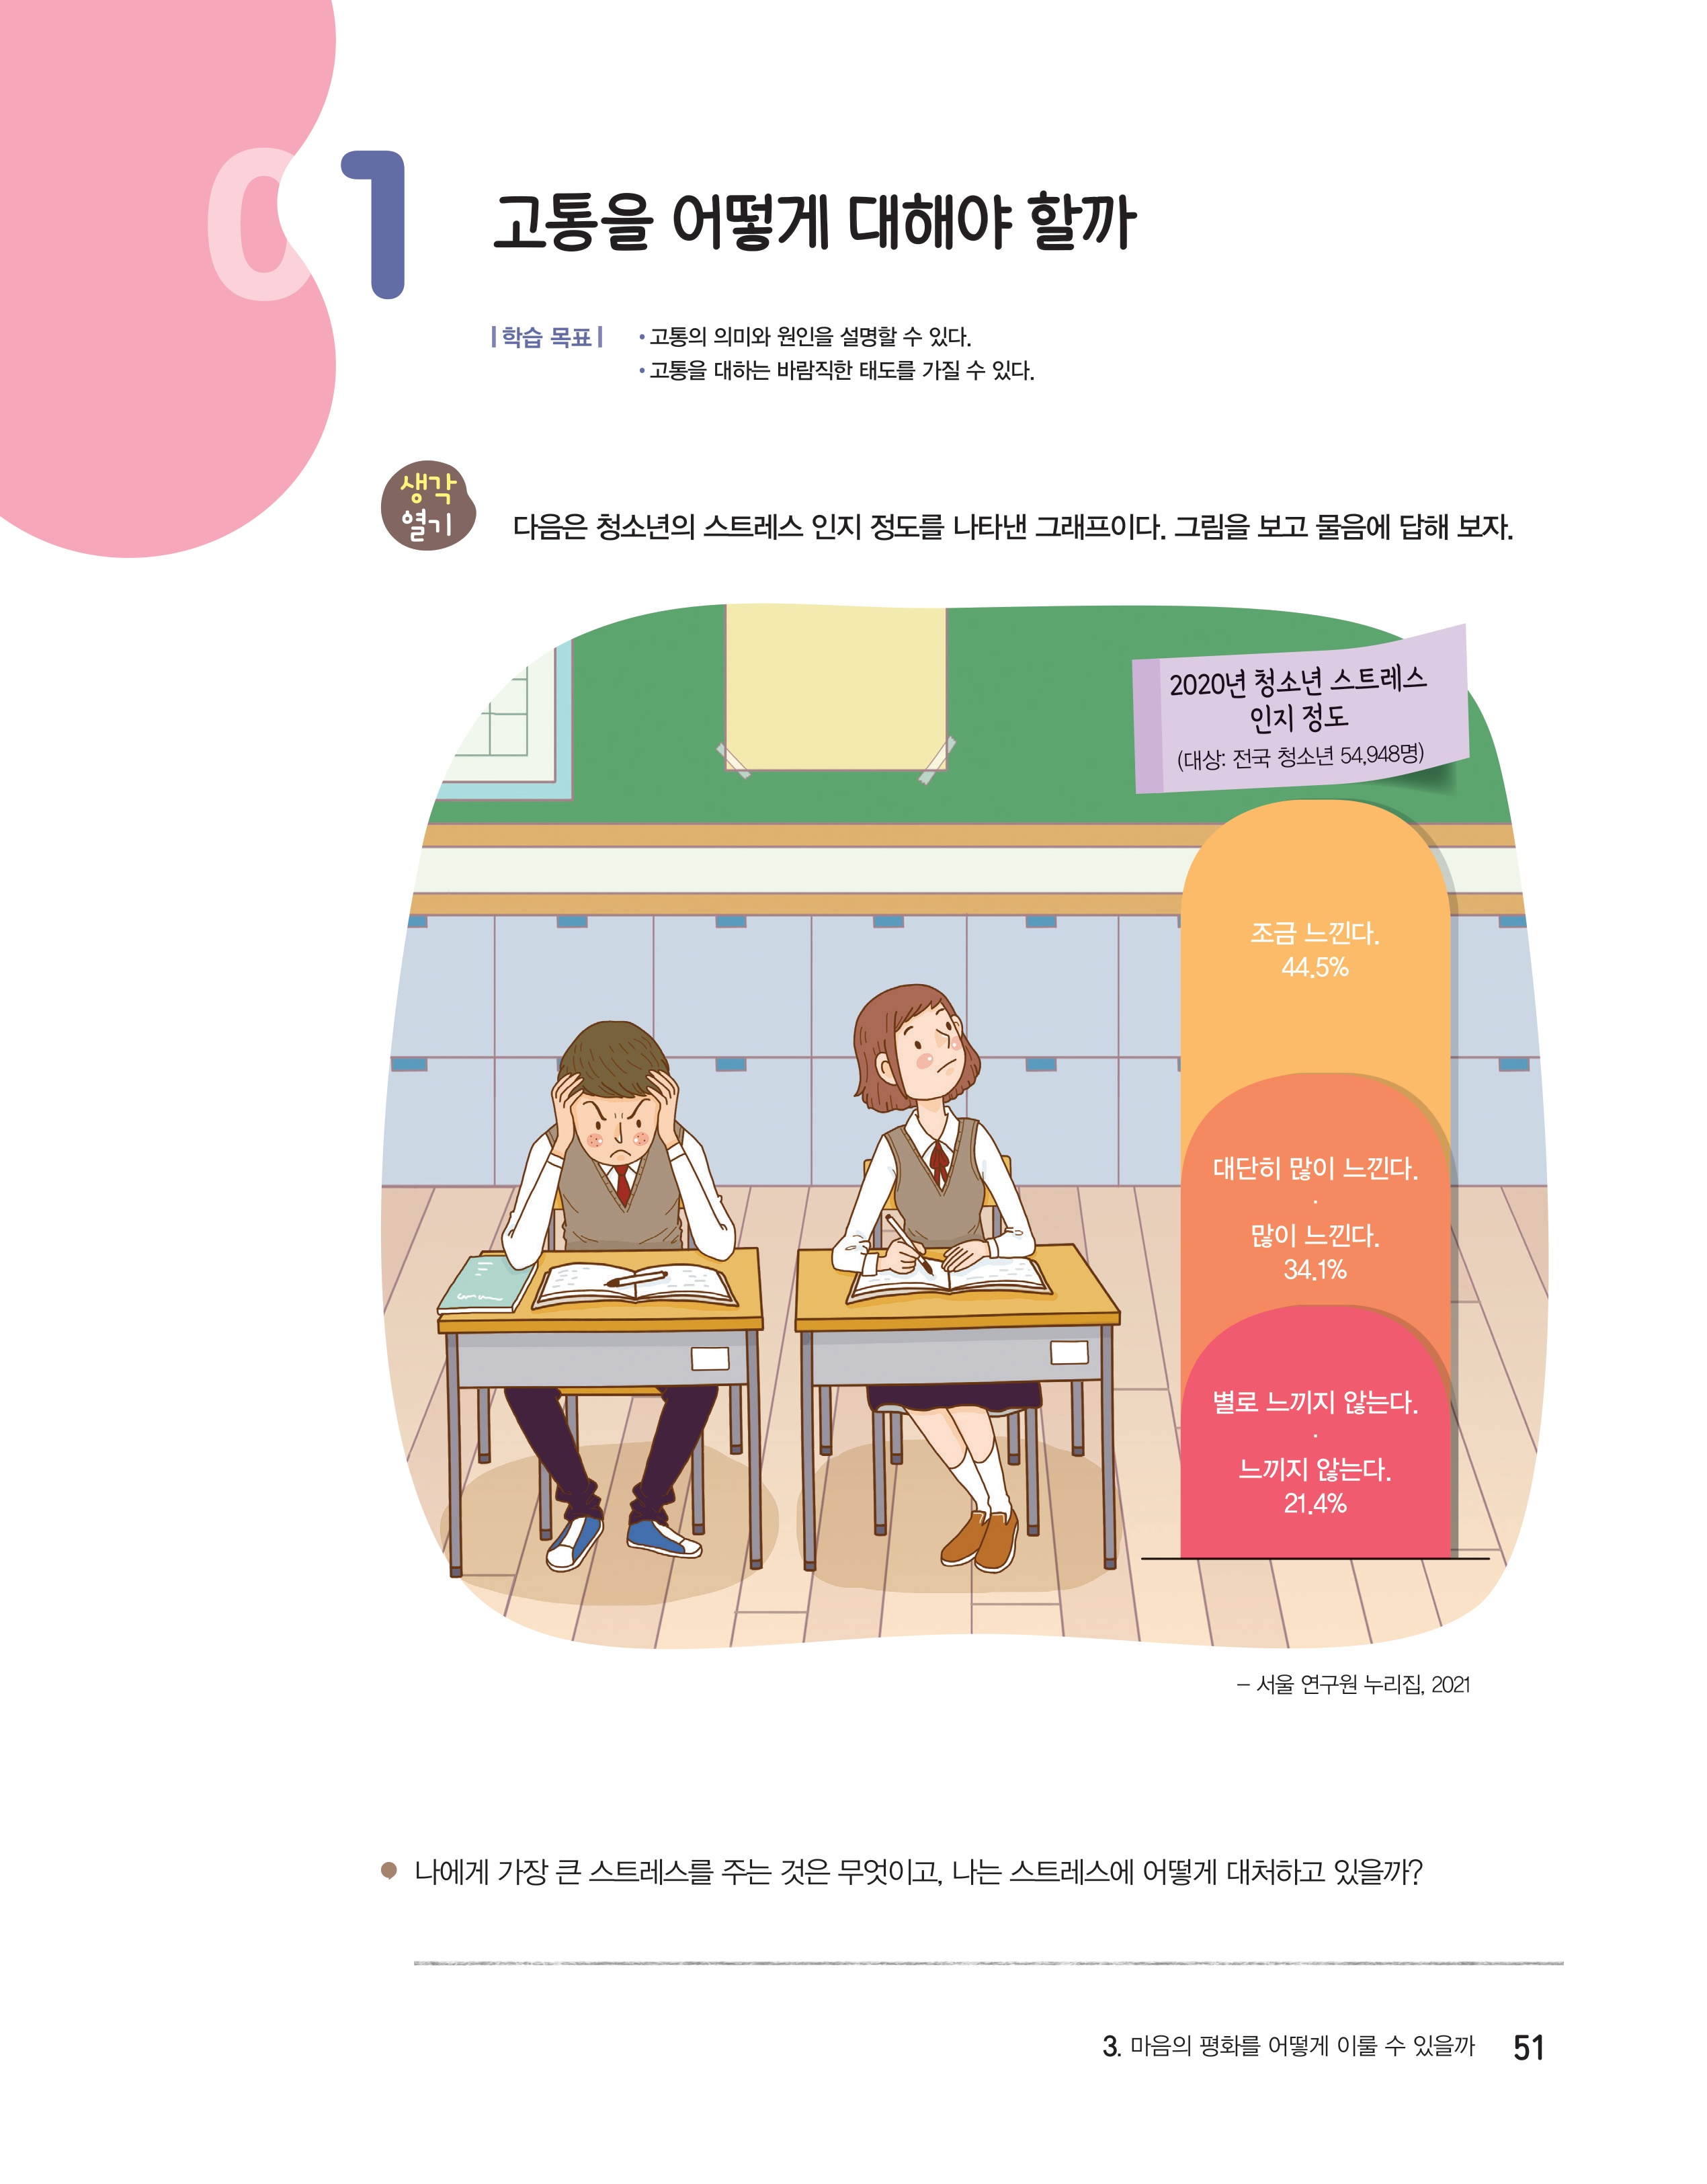 01
고통을 어떻게 대해야 할까
학습 목표
• 고통의 의미와 원인을 설명할 수 있다.
• 고통을 대하는 바람직한 태도를 가질 수 있다.
생각
열기
다음은 청소년의 스트레스 인지 정도를 나타낸 그래프이다. 그림을 보고 물음에 답해 보자.
2020년 청소년 스트레스
인지 정도
(대상: 전국 청소년 54,948명)
조금 느낀다.
44.5%
대단히 많이 느낀다.
·
많이 느낀다.
34.1%
별로 느끼지 않는다.
·
느끼지 않는다.
21.4%
– 서울 연구원 누리집, 2021
나에게 가장 큰 스트레스를 주는 것은 무엇이고, 나는 스트레스에 어떻게 대처하고 있을까?
3. 마음의 평화를 어떻게 이룰 수 있을까 51